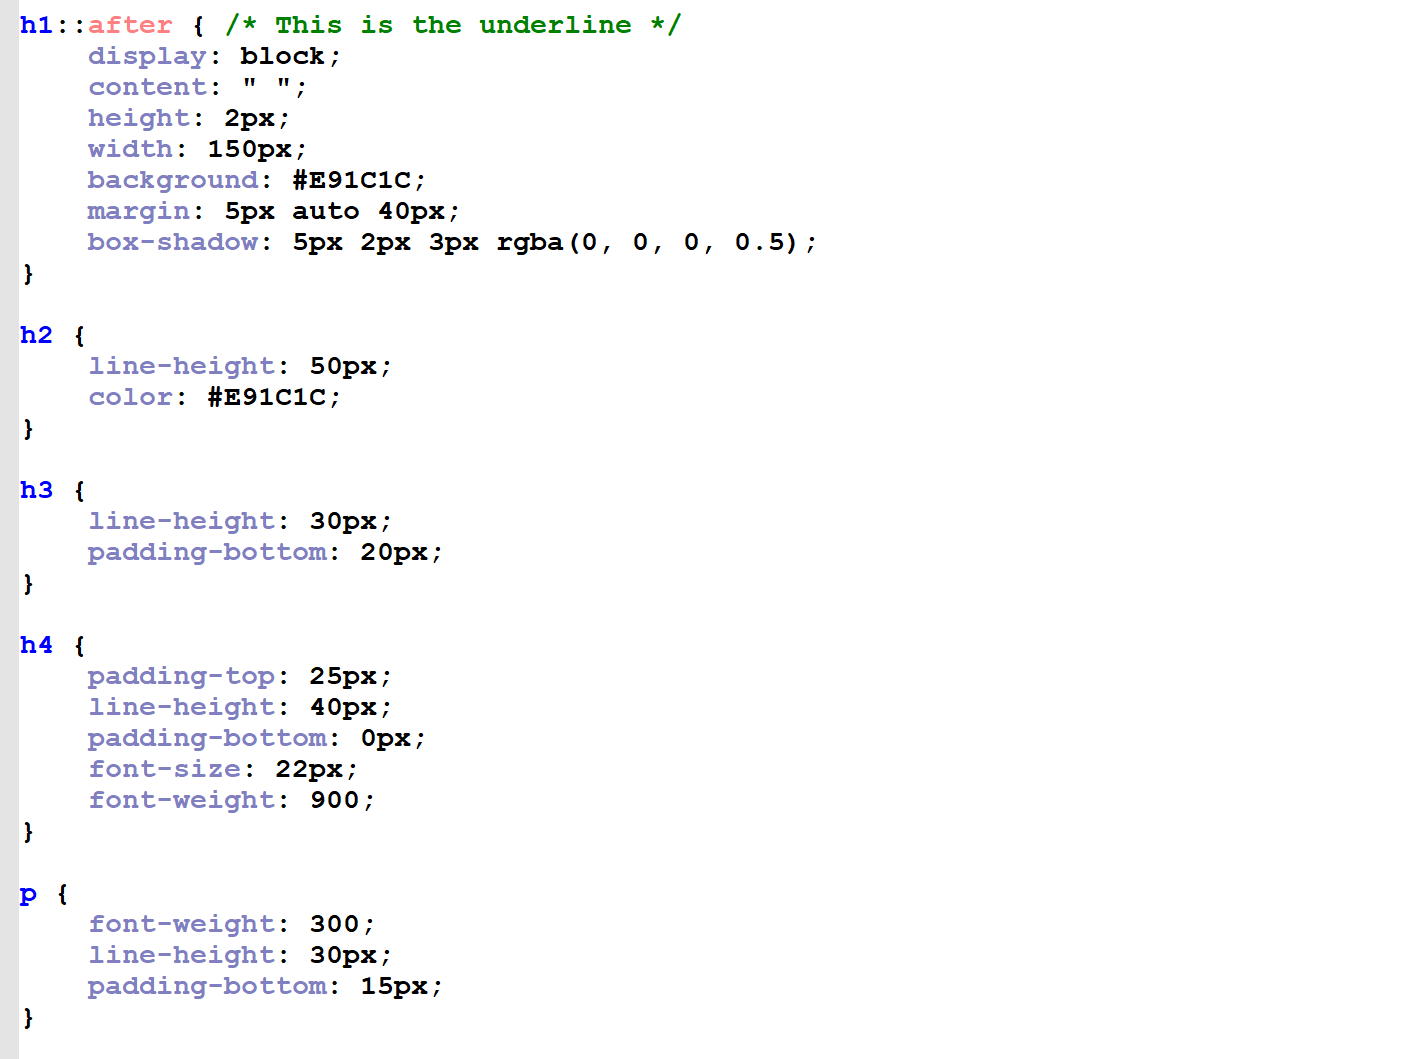 h1::after { /* This is the underline */
    display: block;
    content: " ";
    height: 2px;
    width: 150px;
    background: #E91C1C;
    margin: 5px auto 40px;
    box-shadow: 5px 2px 3px rgba(0, 0, 0, 0.5);
}

h2 {
    line-height: 50px;
    color: #E91C1C;
}

h3 {
    line-height: 30px;
    padding-bottom: 20px;
}

h4 {
    padding-top: 25px;
    line-height: 40px;
    padding-bottom: 0px;
    font-size: 22px;
    font-weight: 900;
}

p {
    font-weight: 300;
    line-height: 30px;
    padding-bottom: 15px;
}